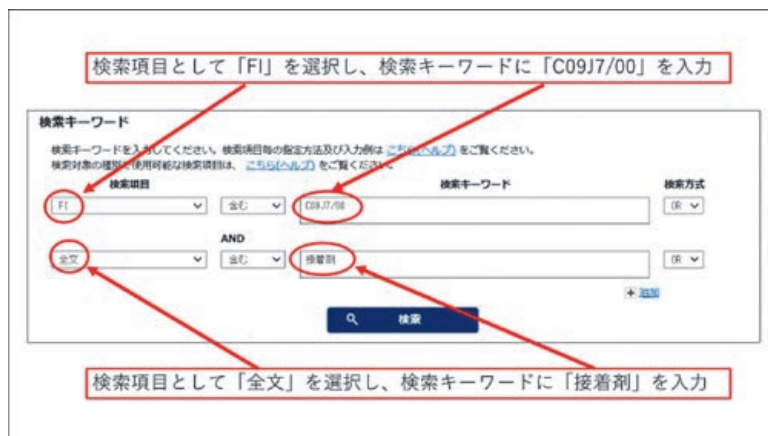 検索項目として「FI」を選択し、検索キーワードに「C09J7/00」を入力
検索キーワード
検索キーワードを入力してください。検索項目毎の指定方法及び入力例は こちら(ヘルプ) をご覧ください。
検索対象の種別で使用可能な検索項目は、 こちら(ヘルプ) をご覧ください。
検索項目 検索キーワード 検索方式
FI 含む C09J7/00 OR
AND
全文 含む 接着剤 OR
+ 追加
検索
検索項目として「全文」を選択し、検索キーワードに「接着剤」を入力